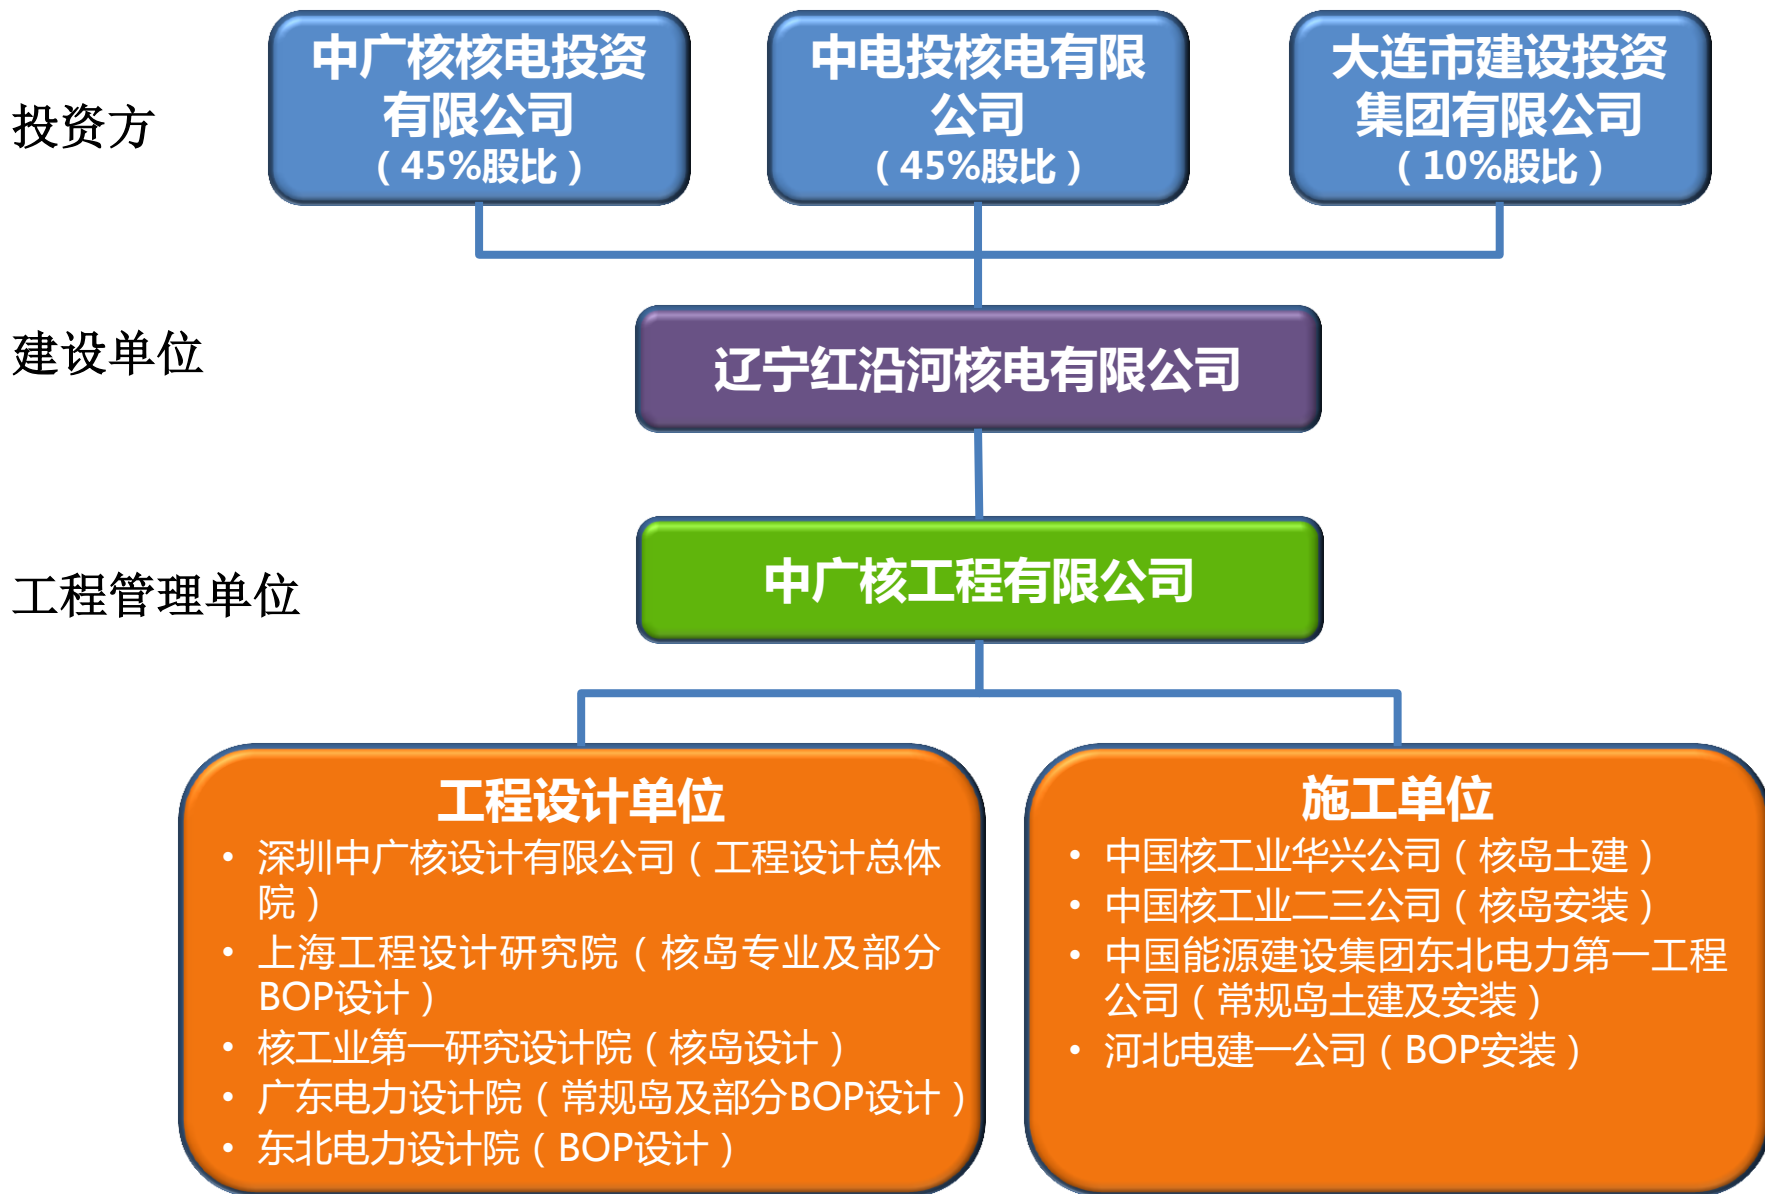 投资方
中广核核电投资
有限公司
（45%股比）
中电投核电有限
公司
（45%股比）
大连市建设投资
集团有限公司
（10%股比）
建设单位
辽宁红沿河核电有限公司
工程管理单位
中广核工程有限公司
工程设计单位
• 深圳中广核设计有限公司（工程设计总体
院）
• 上海工程设计研究院（核岛专业及部分
BOP设计）
• 核工业第一研究设计院（核岛设计）
• 广东电力设计院（常规岛及部分BOP设计）
• 东北电力设计院（BOP设计）
施工单位
• 中国核工业华兴公司（核岛土建）
• 中国核工业二三公司（核岛安装）
• 中国能源建设集团东北电力第一工程
公司（常规岛土建及安装）
• 河北电建一公司（BOP安装）